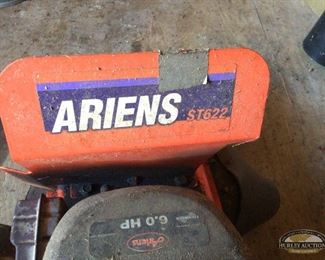 ARIENS ST622
6.0 HP
Ariens
HURLEY AUCTIONS